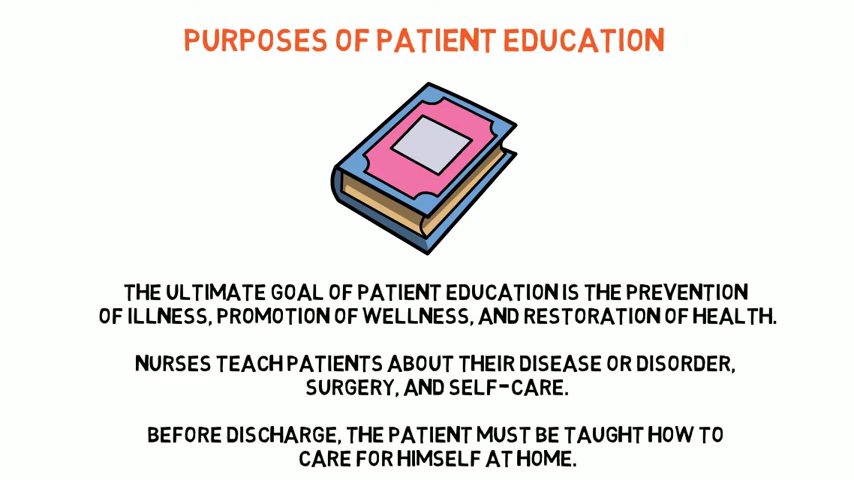 PURPOSES OF PATIENT EDUCATION
THE ULTIMATE GOAL OF PATIENT EDUCATION IS THE PREVENTION
OF ILLNESS, PROMOTION OF WELLNESS, AND RESTORATION OF HEALTH.
NURSES TEACH PATIENTS ABOUT THEIR DISEASE OR DISORDER,
SURGERY, AND SELF-CARE.
BEFORE DISCHARGE, THE PATIENT MUST BE TAUGHT HOW TO
CARE FOR HIMSELF AT HOME.